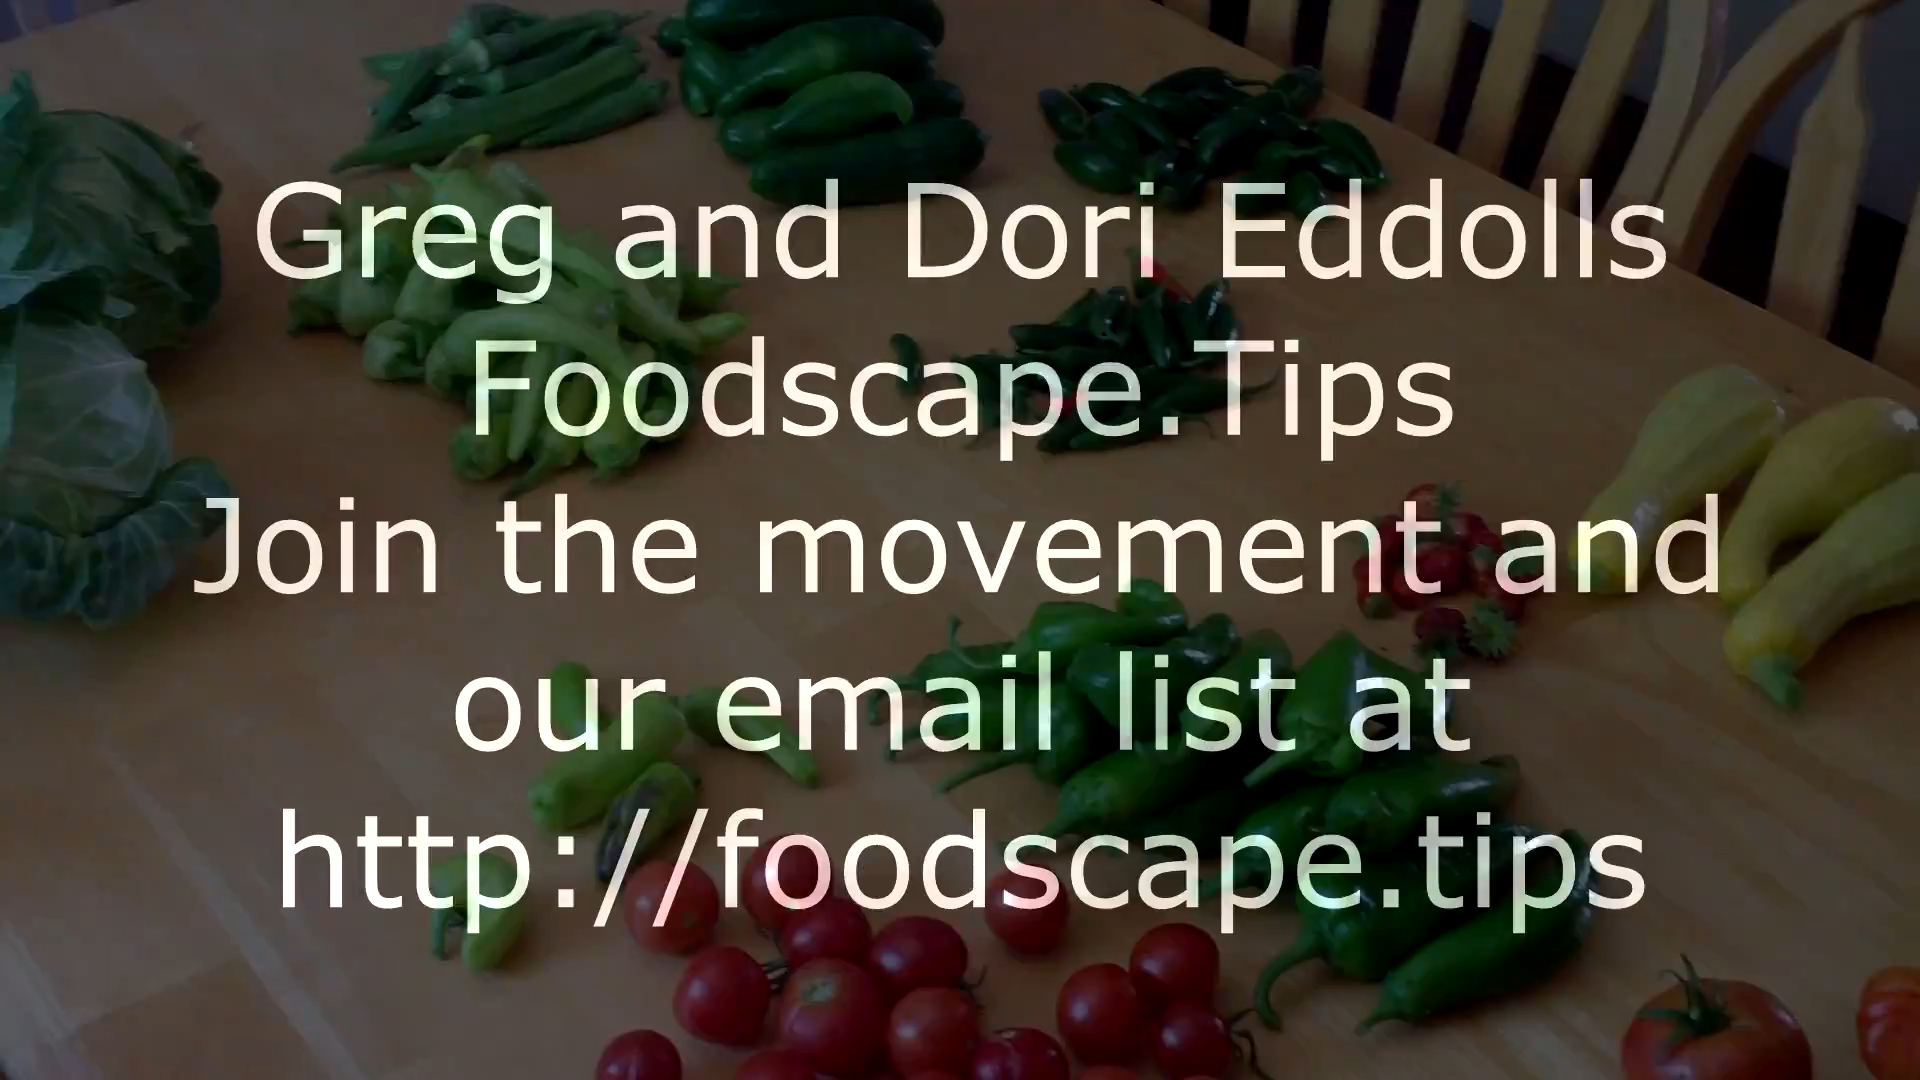 Greg and Dori Eddolls
Foodscape.Tips
Join the movement and
our email list at
http://foodscape.tips